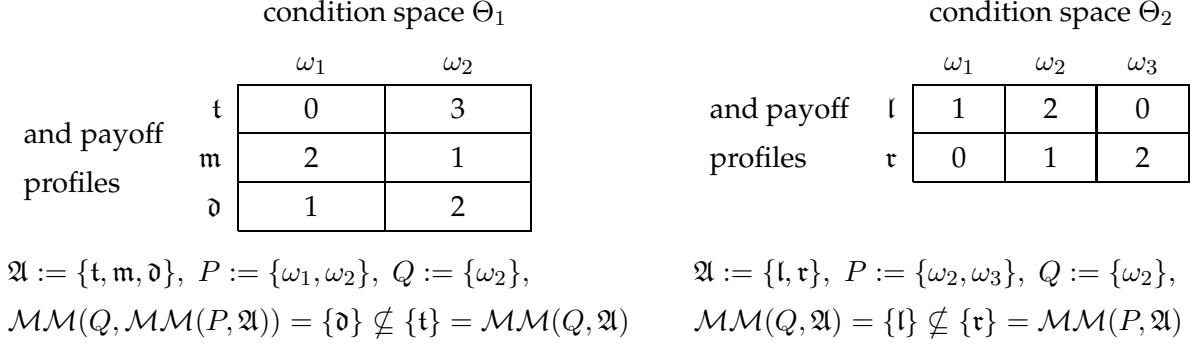 condition space Θ₁
ω₁ ω₂
and payoff profiles
𝔱 0 3
𝔪 2 1
𝔡 1 2
𝔄 := {𝔱, 𝔪, 𝔡}, P := {ω₁, ω₂}, Q := {ω₂},
ℳℳ(Q, ℳℳ(P, 𝔄)) = {𝔡} ⊈ {𝔱} = ℳℳ(Q, 𝔄)
condition space Θ₂
ω₁ ω₂ ω₃
and payoff profiles
𝔩 1 2 0
𝔯 0 1 2
𝔄 := {𝔩, 𝔯}, P := {ω₂, ω₃}, Q := {ω₂},
ℳℳ(Q, 𝔄) = {𝔩} ⊈ {𝔯} = ℳℳ(P, 𝔄)